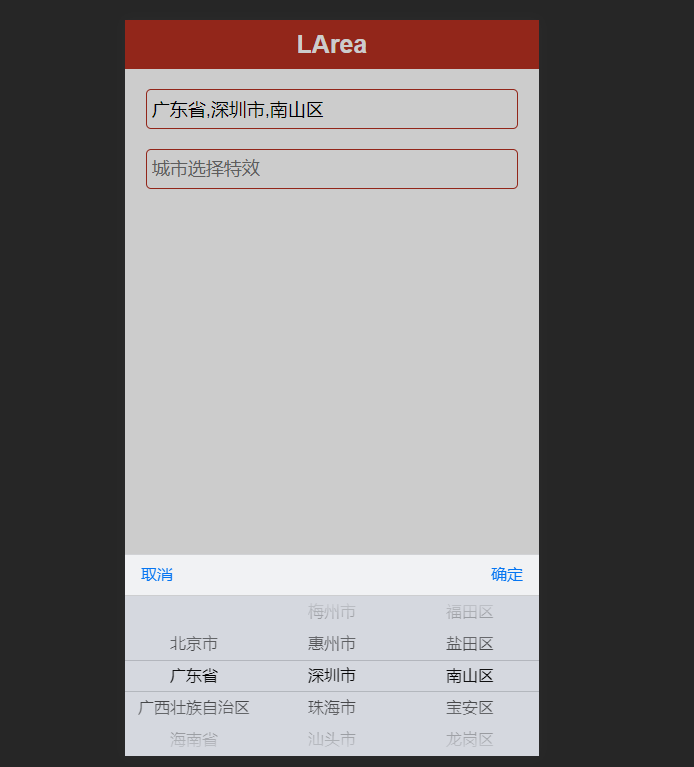 LArea
广东省,深圳市,南山区
城市选择特效
取消 确定
梅州市 福田区
北京市 惠州市 盐田区
广东省 深圳市 南山区
广西壮族自治区 珠海市 宝安区
海南省 汕头市 龙岗区